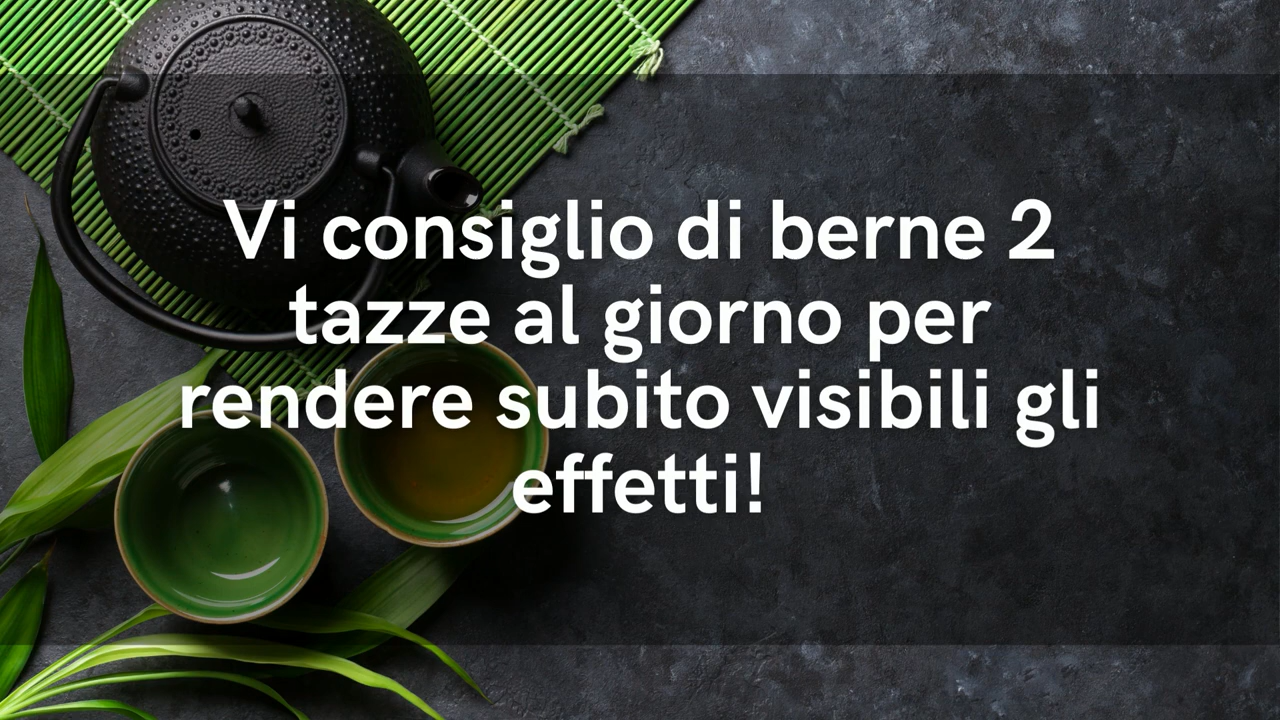 Vi consiglio di berne 2
tazze al giorno per
rendere subito visibili gli
effetti!